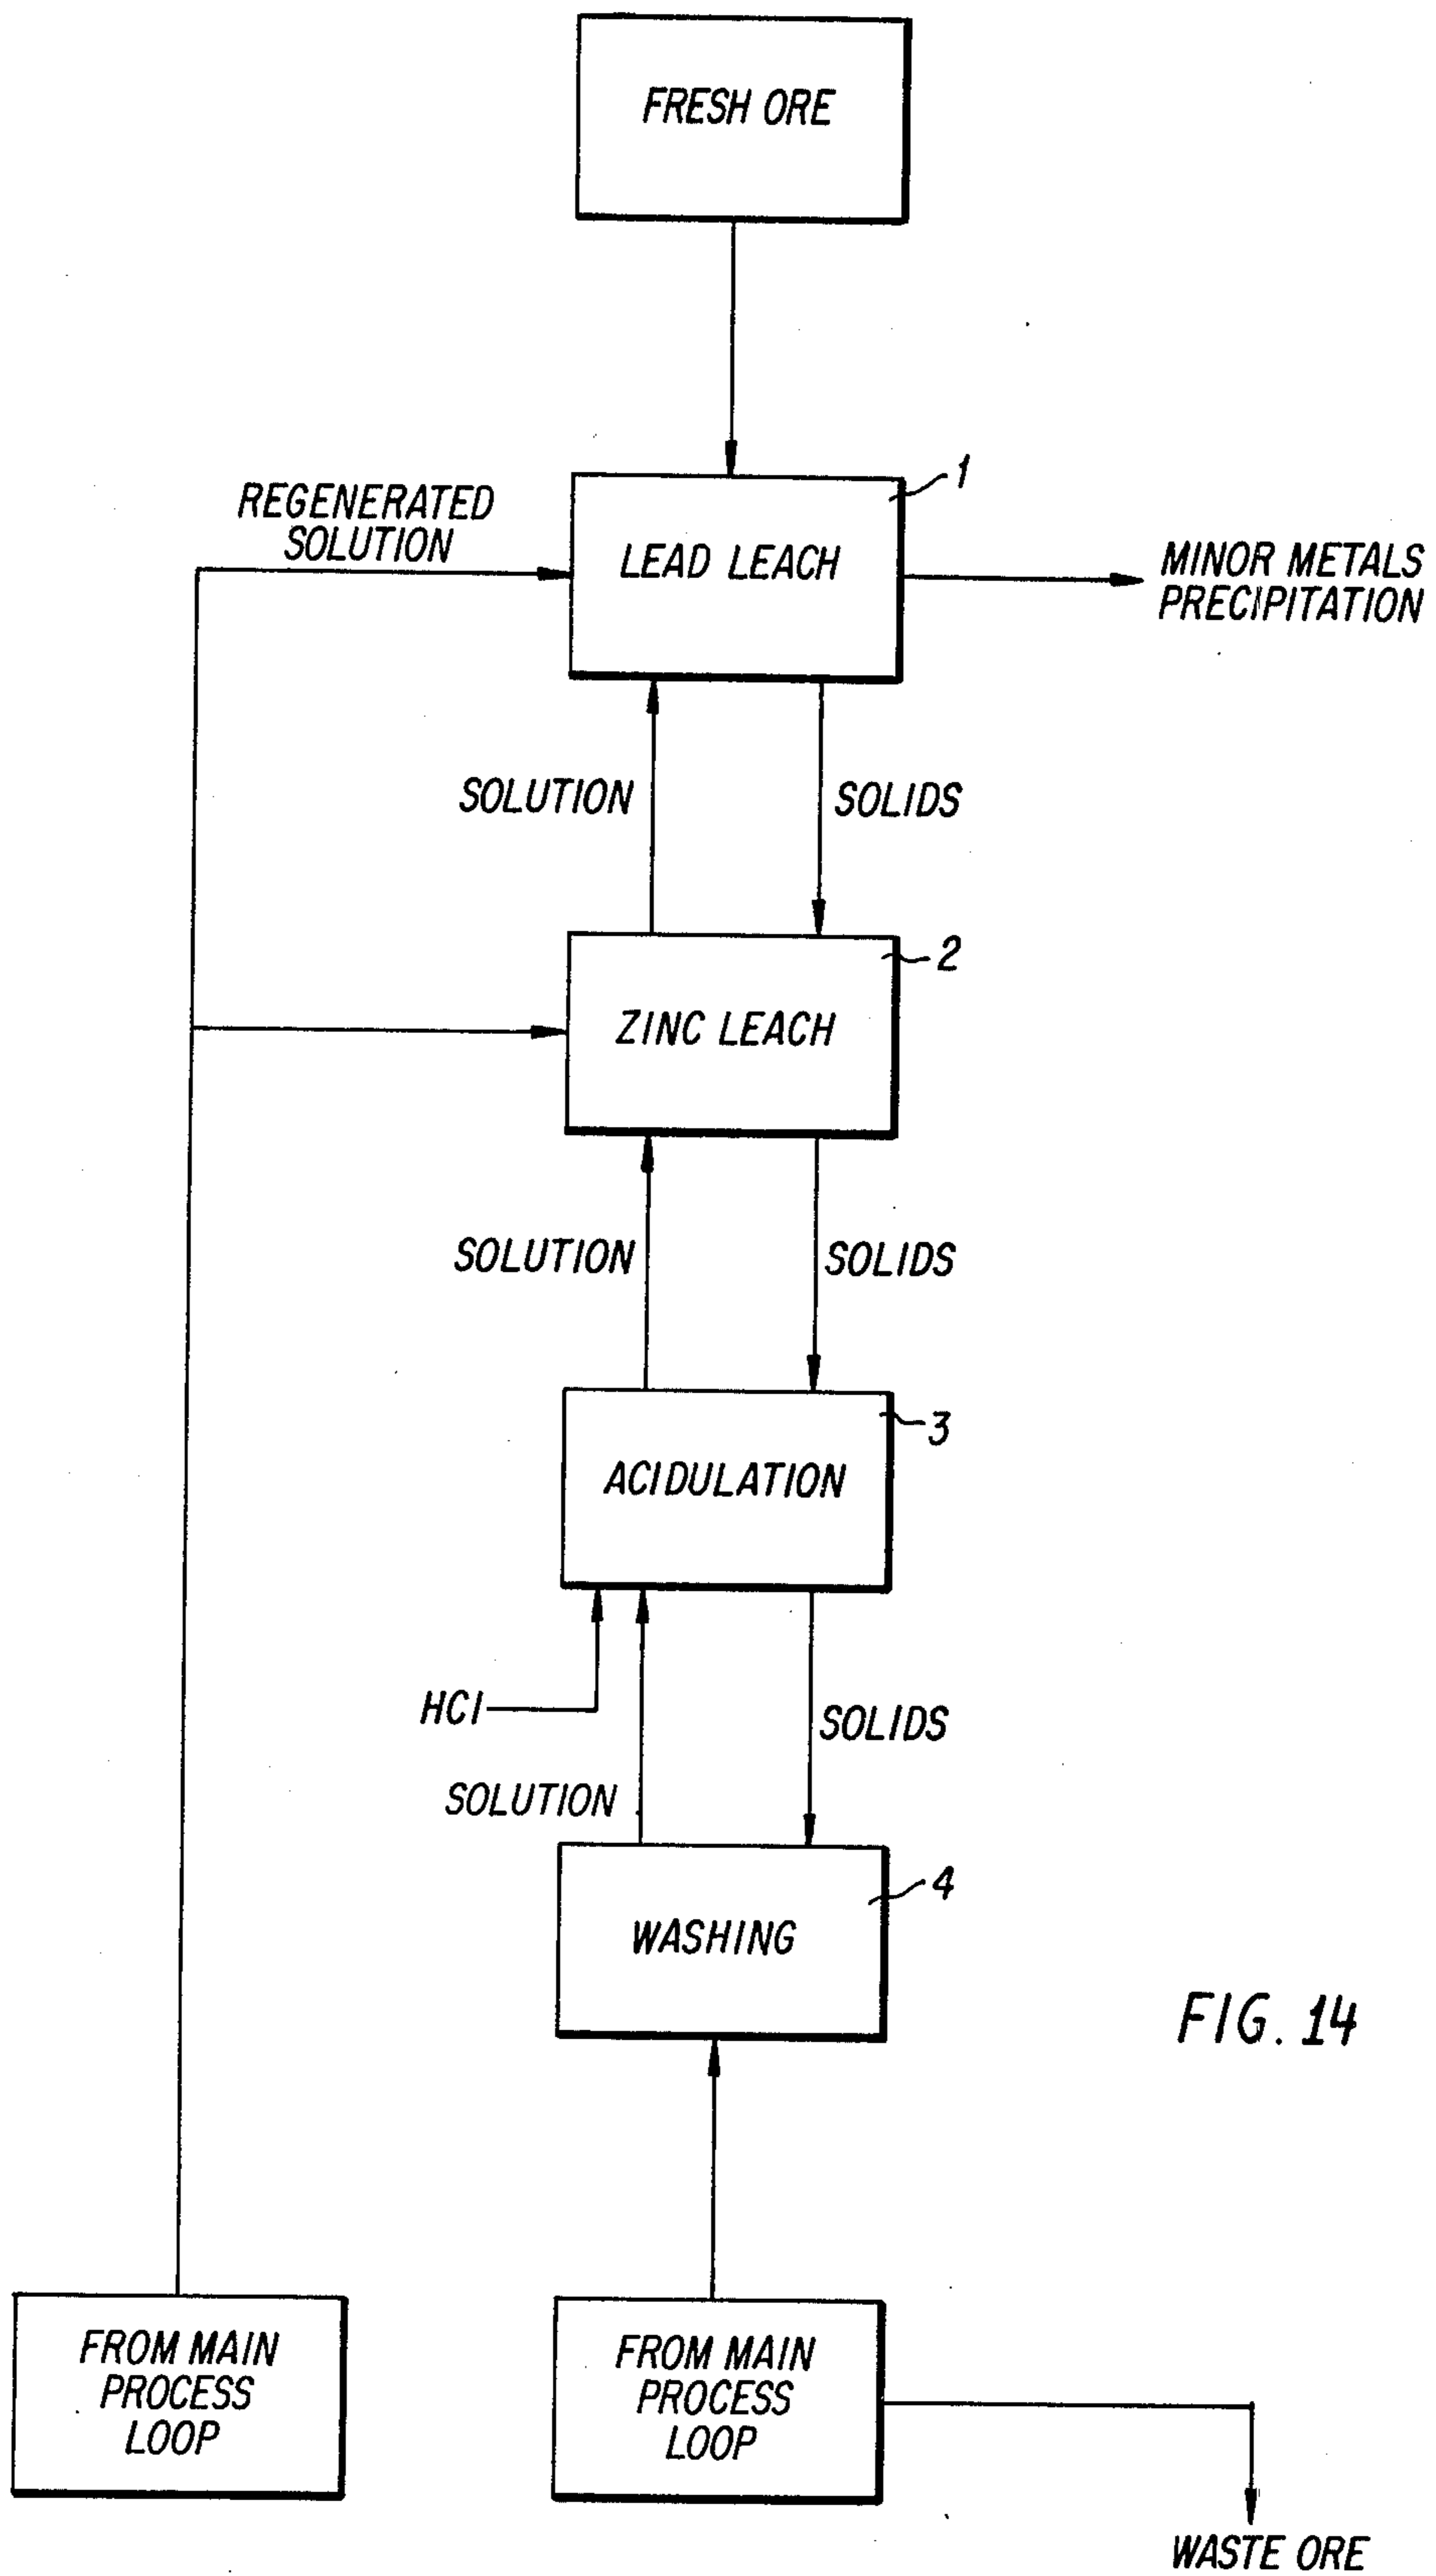 FRESH ORE
1
REGENERATED
SOLUTION
LEAD LEACH
MINOR METALS
PRECIPITATION
SOLUTION
SOLIDS
2
ZINC LEACH
SOLUTION
SOLIDS
3
ACIDULATION
HCl
SOLIDS
SOLUTION
4
WASHING
FIG. 14
FROM MAIN
PROCESS
LOOP
FROM MAIN
PROCESS
LOOP
WASTE ORE